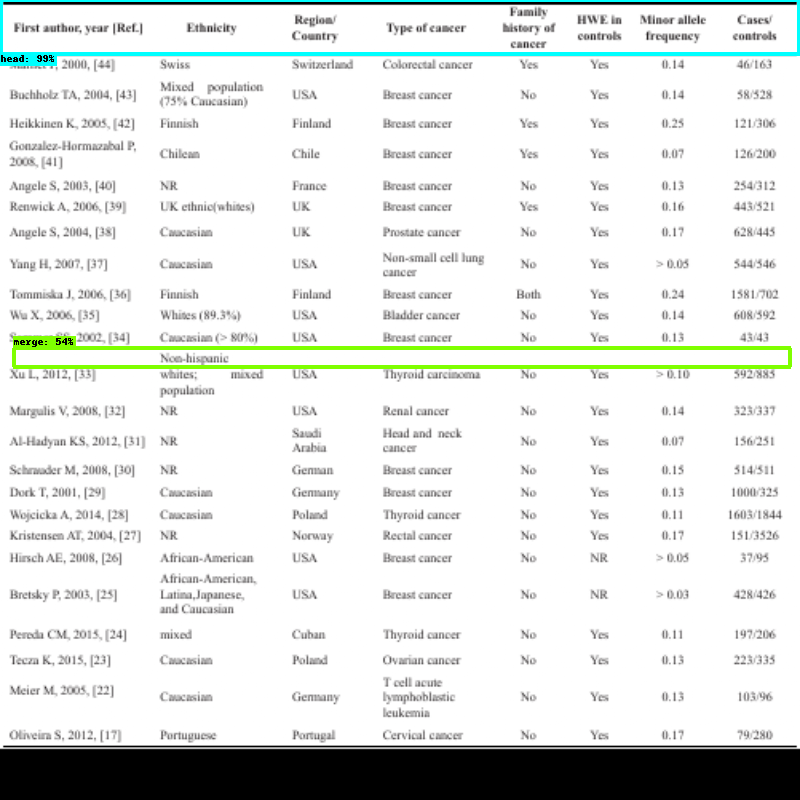 First author, year [Ref.] Ethnicity Region/ Country Type of cancer Family history of cancer HWE in controls Minor allele frequency Cases/ controls
head: 99%
2000, [44] Swiss Switzerland Colorectal cancer Yes Yes 0.14 46/163
Buchholz TA, 2004, [43] Mixed population (75% Caucasian) USA Breast cancer No Yes 0.14 58/528
Heikkinen K, 2005, [42] Finnish Finland Breast cancer Yes Yes 0.25 121/306
Gonzalez-Hormazabal P, 2008, [41] Chilean Chile Breast cancer Yes Yes 0.07 126/200
Angele S, 2003, [40] NR France Breast cancer No Yes 0.13 254/312
Renwick A, 2006, [39] UK ethnic(whites) UK Breast cancer Yes Yes 0.16 443/521
Angele S, 2004, [38] Caucasian UK Prostate cancer No Yes 0.17 628/445
Yang H, 2007, [37] Caucasian USA Non-small cell lung cancer No Yes > 0.05 544/546
Tommiska J, 2006, [36] Finnish Finland Breast cancer Both Yes 0.24 1581/702
Wu X, 2006, [35] Whites (89.3%) USA Bladder cancer No Yes 0.14 608/592
2002, [34] Caucasian (> 80%) USA Breast cancer No Yes 0.13 43/43
merge: 54%
Xu L, 2012, [33] Non-hispanic whites; mixed population USA Thyroid carcinoma No Yes > 0.10 592/885
Margulis V, 2008, [32] NR USA Renal cancer No Yes 0.14 323/337
Al-Hadyan KS, 2012, [31] NR Saudi Arabia Head and neck cancer No Yes 0.07 156/251
Schrauder M, 2008, [30] NR German Breast cancer No Yes 0.15 514/511
Dork T, 2001, [29] Caucasian Germany Breast cancer No Yes 0.13 1000/325
Wojcicka A, 2014, [28] Caucasian Poland Thyroid cancer No Yes 0.11 1603/1844
Kristensen AT, 2004, [27] NR Norway Rectal cancer No Yes 0.17 151/3526
Hirsch AE, 2008, [26] African-American USA Breast cancer No NR > 0.05 37/95
Bretsky P, 2003, [25] African-American, Latina,Japanese, and Caucasian USA Breast cancer No NR > 0.03 428/426
Pereda CM, 2015, [24] mixed Cuban Thyroid cancer No Yes 0.11 197/206
Tecza K, 2015, [23] Caucasian Poland Ovarian cancer No Yes 0.13 223/335
Meier M, 2005, [22] Caucasian Germany T cell acute lymphoblastic leukemia No Yes 0.13 103/96
Oliveira S, 2012, [17] Portuguese Portugal Cervical cancer No Yes 0.17 79/280